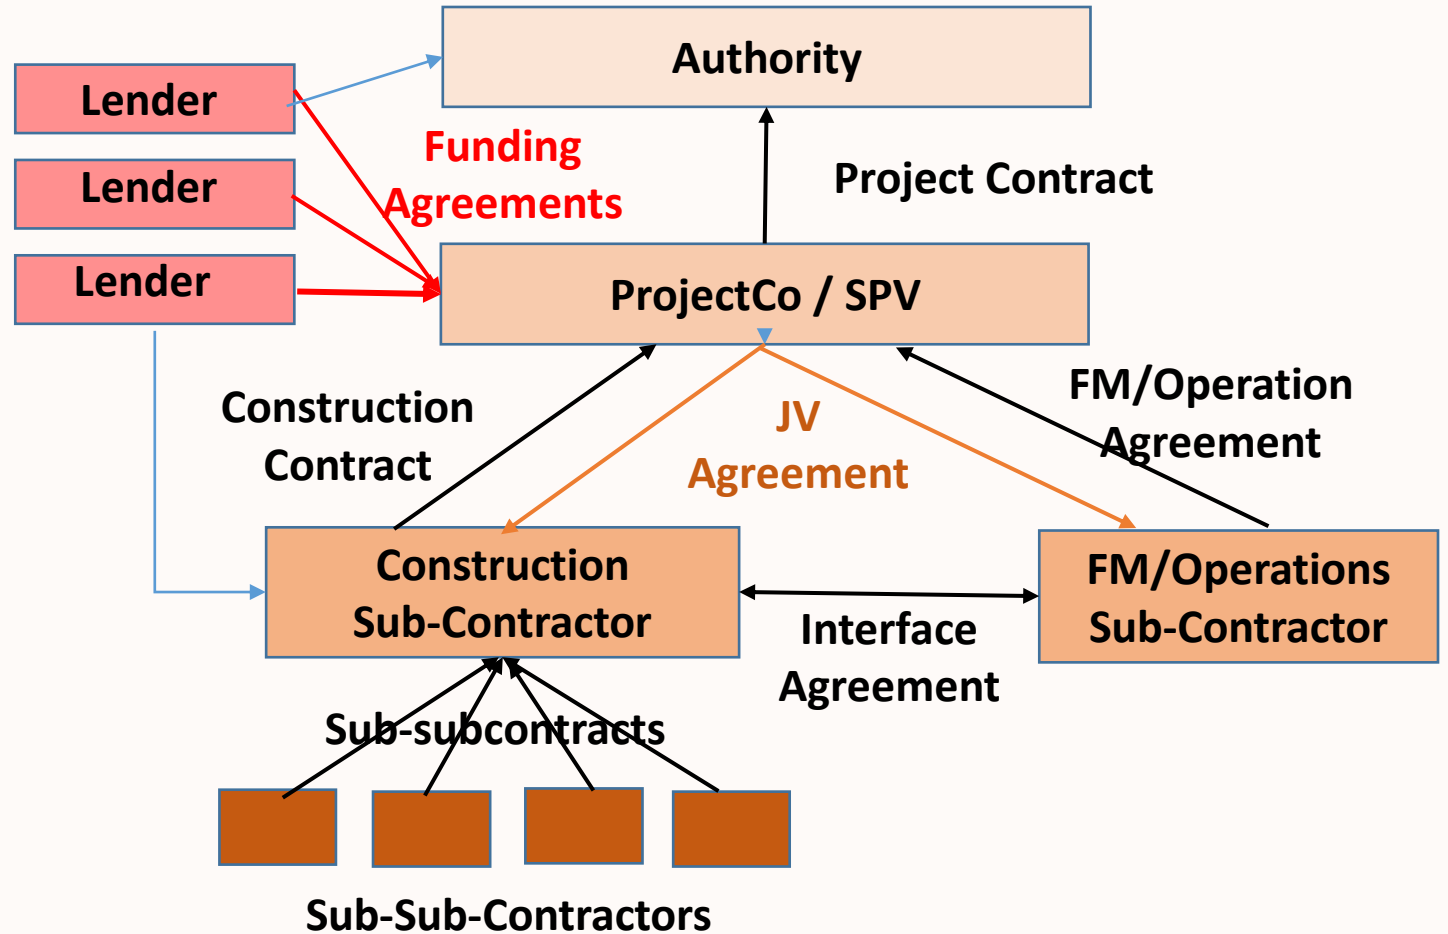 Authority
Lender
Funding
Agreements
Project Contract
Lender
Lender
ProjectCo / SPV
Construction
Contract
JV
Agreement
FM/Operation
Agreement
Construction
Sub-Contractor
Interface
Agreement
FM/Operations
Sub-Contractor
Sub-subcontracts
Sub-Sub-Contractors